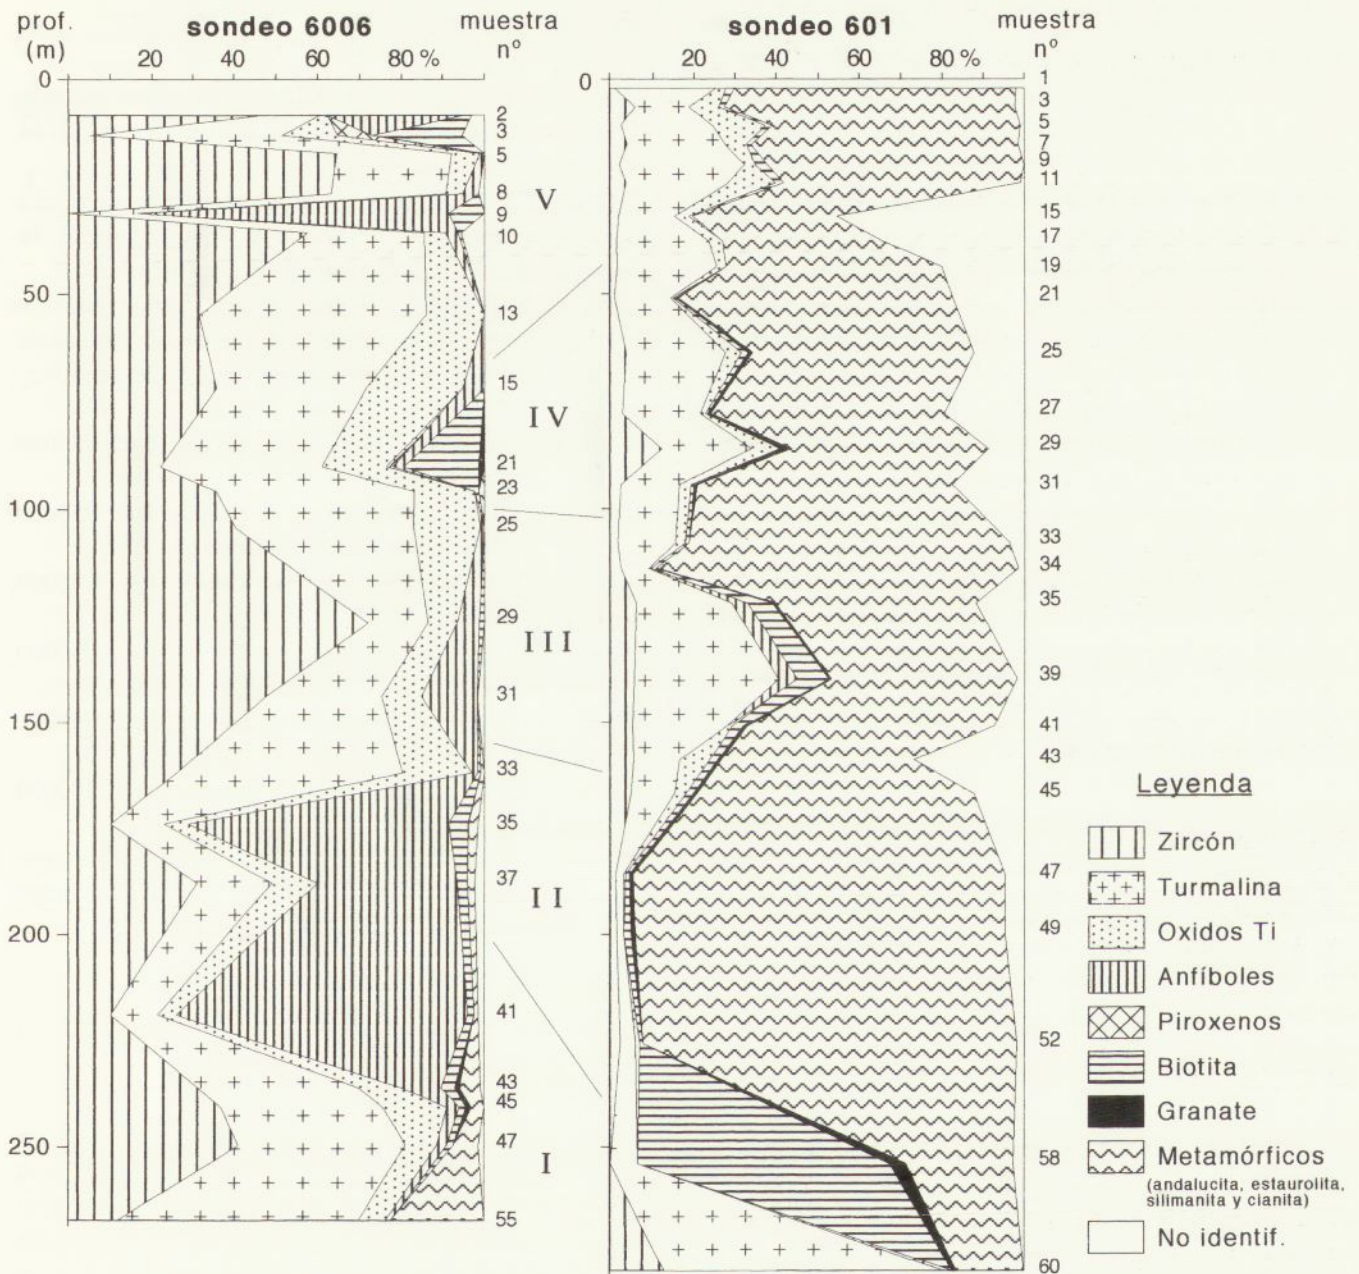 prof.
(m)
sondeo 6006
muestra
nº
sondeo 601
muestra
nº
20 40 60 80 %
20 40 60 80 %
0
50
100
150
200
250
0
2
3
5
8
9
10
13
15
21
23
25
29
31
33
35
37
41
43
45
47
55
V
IV
III
II
I
1
3
5
7
9
11
15
17
19
21
25
27
29
31
33
34
35
39
41
43
45
47
49
52
58
60
Leyenda
Zircón
Turmalina
Oxidos Ti
Anfíboles
Piroxenos
Biotita
Granate
Metamórficos
(andalucita, estaurolita,
silimanita y cianita)
No identif.